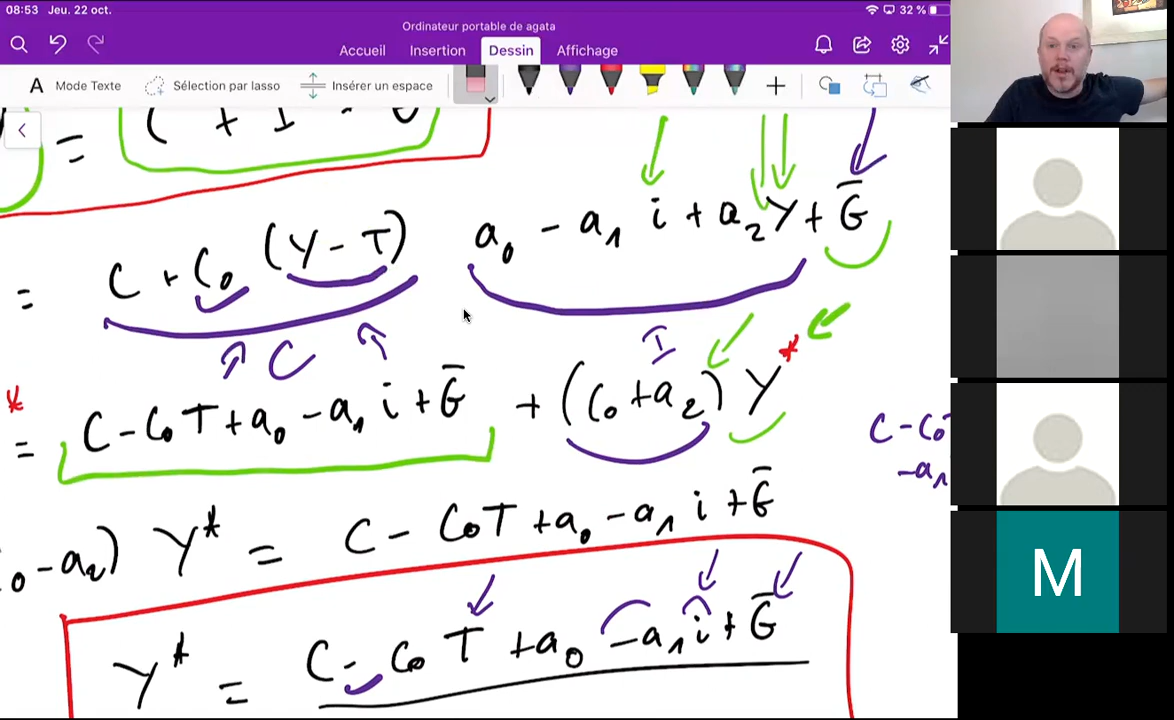 08:53 Jeu. 22 oct. 32 %
Ordinateur portable de agata
Accueil Insertion Dessin Affichage
A Mode Texte Sélection par lasso Insérer un espace
=
= C + C₀ (Y - T) a₀ - a₁ i + a₂ Y + G̅
C I
* = C - C₀ T + a₀ - a₁ i + G̅ + (C₀ + a₂) Y*
C - C₀
- a₁
₀ - a₂) Y* = C - C₀ T + a₀ - a₁ i + G̅
Y* = C - C₀ T + a₀ - a₁ i + G̅
M